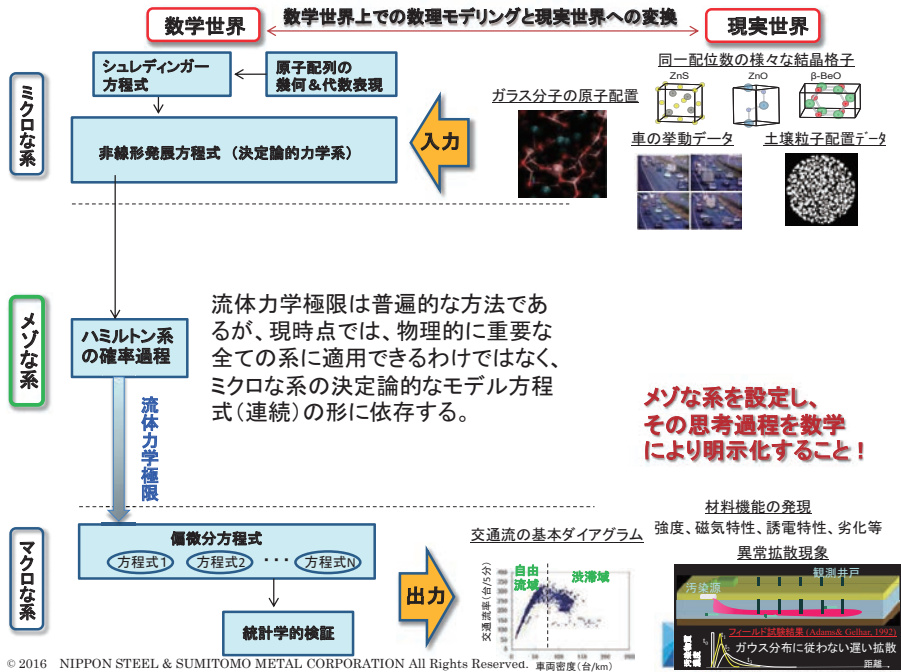 数学世界
数学世界上での数理モデリングと現実世界への変換
現実世界
ミクロな系
シュレディンガー
方程式
原子配列の
幾何&代数表現
非線形発展方程式（決定論的力学系）
入力
ガラス分子の原子配置
同一配位数の様々な結晶格子
ZnS
ZnO
β-BeO
車の挙動データ
土壌粒子配置データ
メゾな系
ハミルトン系
の確率過程
流体力学極限
流体力学極限は普遍的な方法であ
るが、現時点では、物理的に重要な
全ての系に適用できるわけではなく、
ミクロな系の決定論的なモデル方程
式（連続）の形に依存する。
メゾな系を設定し、
その思考過程を数学
により明示化すること！
マクロな系
偏微分方程式
方程式1
方程式2
･･･
方程式N
統計学的検証
出力
交通流の基本ダイアグラム
自由
流域
渋滞域
交通流率(台/5分)
車両密度(台/km)
材料機能の発現
強度、磁気特性、誘電特性、劣化等
異常拡散現象
観測井戸
汚染源
フィールド試験結果 (Adams& Gelhar, 1992)
ガウス分布に従わない遅い拡散
距離
© 2016 NIPPON STEEL & SUMITOMO METAL CORPORATION All Rights Reserved.